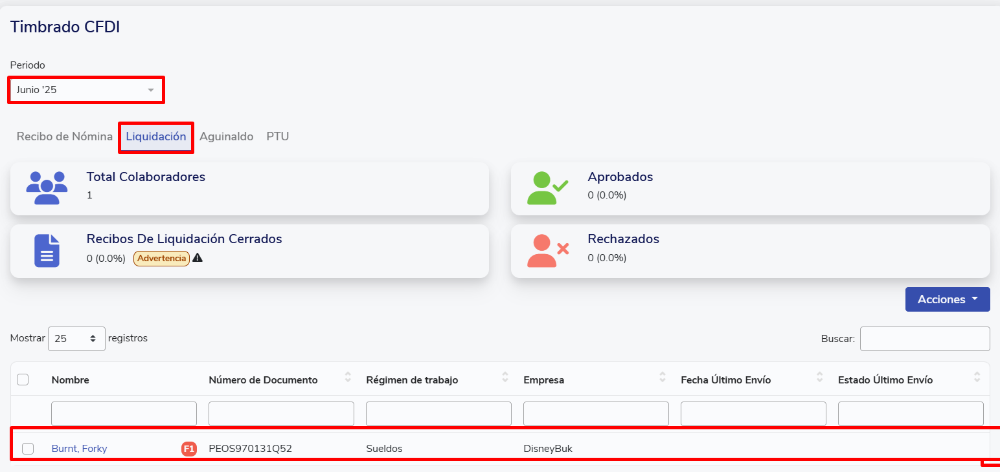 Timbrado CFDI
Periodo
Junio '25
Recibo de Nómina Liquidación Aguinaldo PTU
Total Colaboradores
1
Aprobados
0 (0.0%)
Recibos De Liquidación Cerrados
0 (0.0%) Advertencia
Rechazados
0 (0.0%)
Acciones
Mostrar 25 registros Buscar:
Nombre Número de Documento Régimen de trabajo Empresa Fecha Último Envío Estado Último Envío
Burnt, Forky F1 PEOS970131Q52 Sueldos DisneyBuk